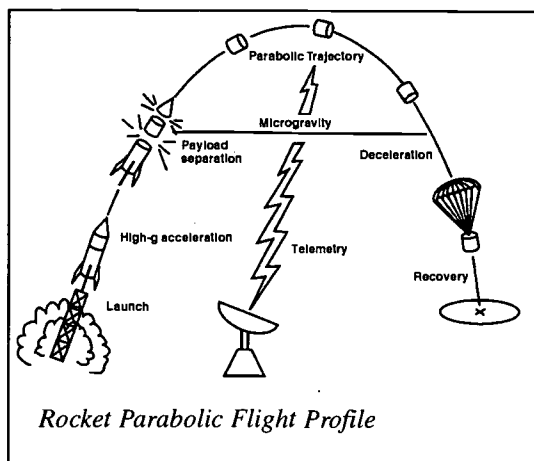 Parabolic Trajectory
Microgravity
Payload
separation
Deceleration
High-g acceleration
Telemetry
Recovery
Launch
Rocket Parabolic Flight Profile